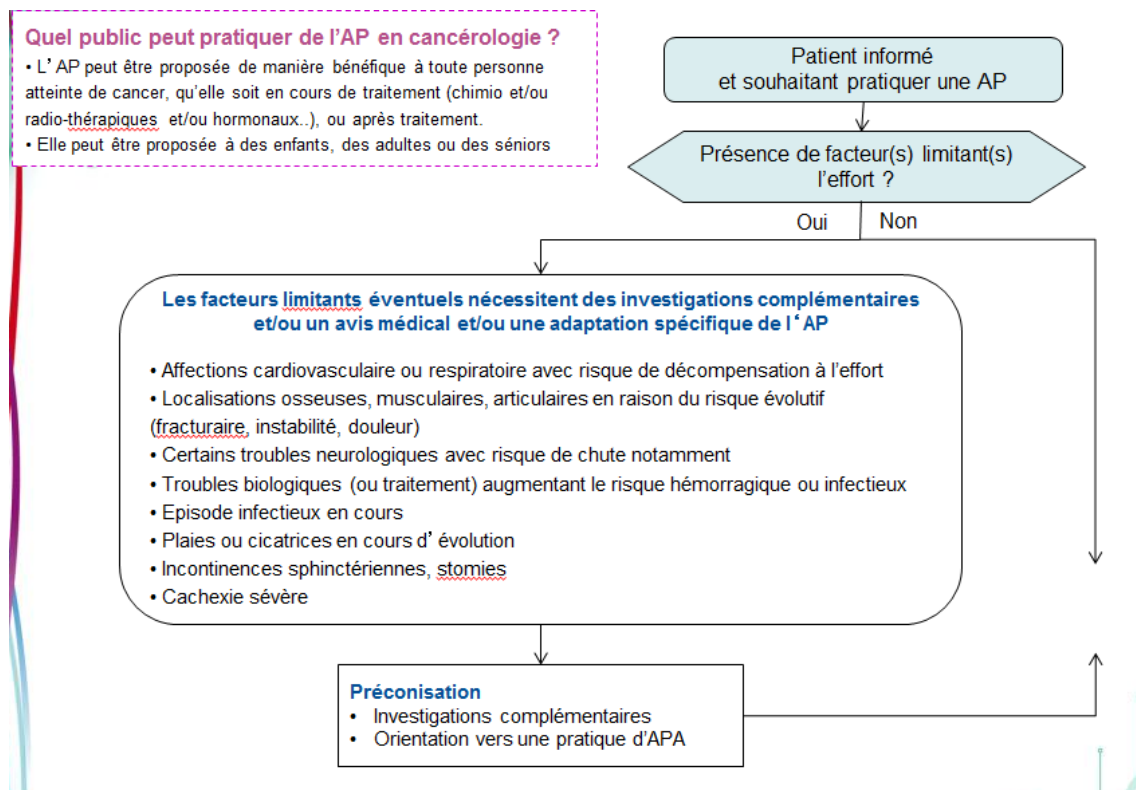 Quel public peut pratiquer de l’AP en cancérologie ?
• L’AP peut être proposée de manière bénéfique à toute personne
atteinte de cancer, qu’elle soit en cours de traitement (chimio et/ou
radio-thérapiques et/ou hormonaux..), ou après traitement.
• Elle peut être proposée à des enfants, des adultes ou des séniors
Patient informé
et souhaitant pratiquer une AP
Présence de facteur(s) limitant(s)
l’effort ?
Oui
Non
Les facteurs limitants éventuels nécessitent des investigations complémentaires
et/ou un avis médical et/ou une adaptation spécifique de l‘AP
• Affections cardiovasculaire ou respiratoire avec risque de décompensation à l’effort
• Localisations osseuses, musculaires, articulaires en raison du risque évolutif
(fracturaire, instabilité, douleur)
• Certains troubles neurologiques avec risque de chute notamment
• Troubles biologiques (ou traitement) augmentant le risque hémorragique ou infectieux
• Episode infectieux en cours
• Plaies ou cicatrices en cours d’évolution
• Incontinences sphinctériennes, stomies
• Cachexie sévère
Préconisation
• Investigations complémentaires
• Orientation vers une pratique d’APA